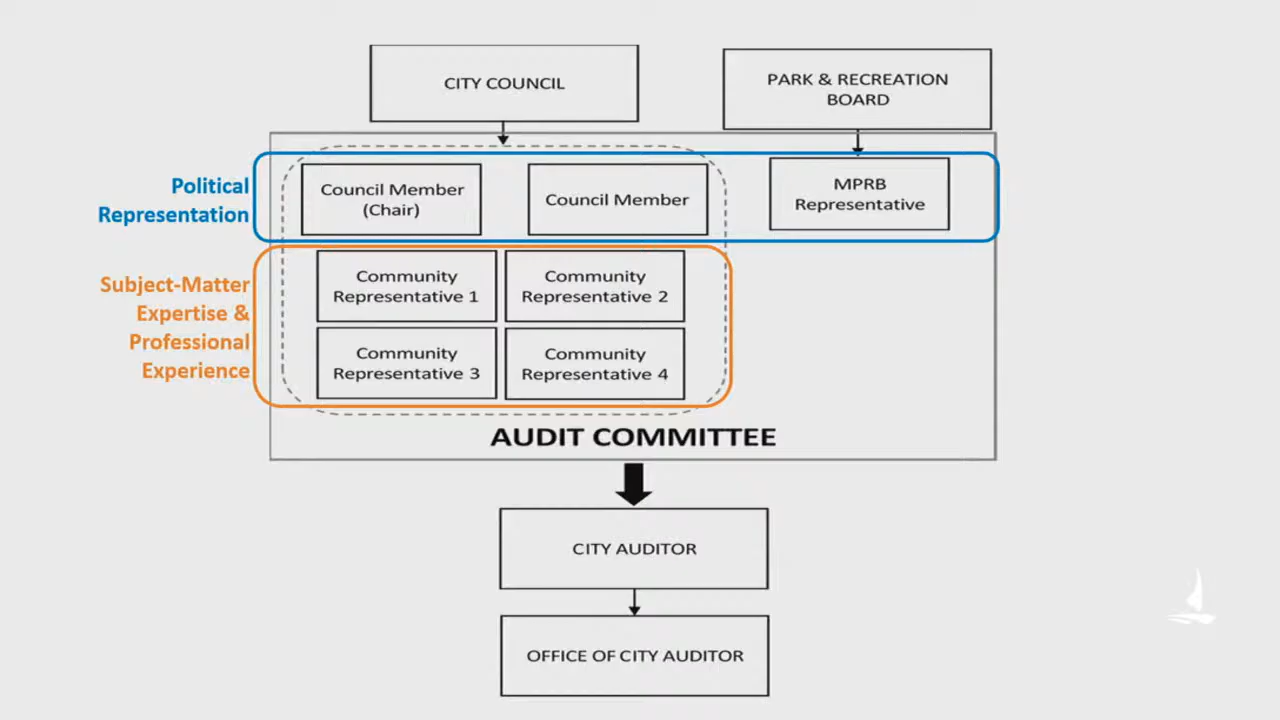 CITY COUNCIL
PARK & RECREATION
BOARD
Political
Representation
Council Member
(Chair)
Council Member
MPRB
Representative
Subject-Matter
Expertise &
Professional
Experience
Community
Representative 1
Community
Representative 2
Community
Representative 3
Community
Representative 4
AUDIT COMMITTEE
CITY AUDITOR
OFFICE OF CITY AUDITOR